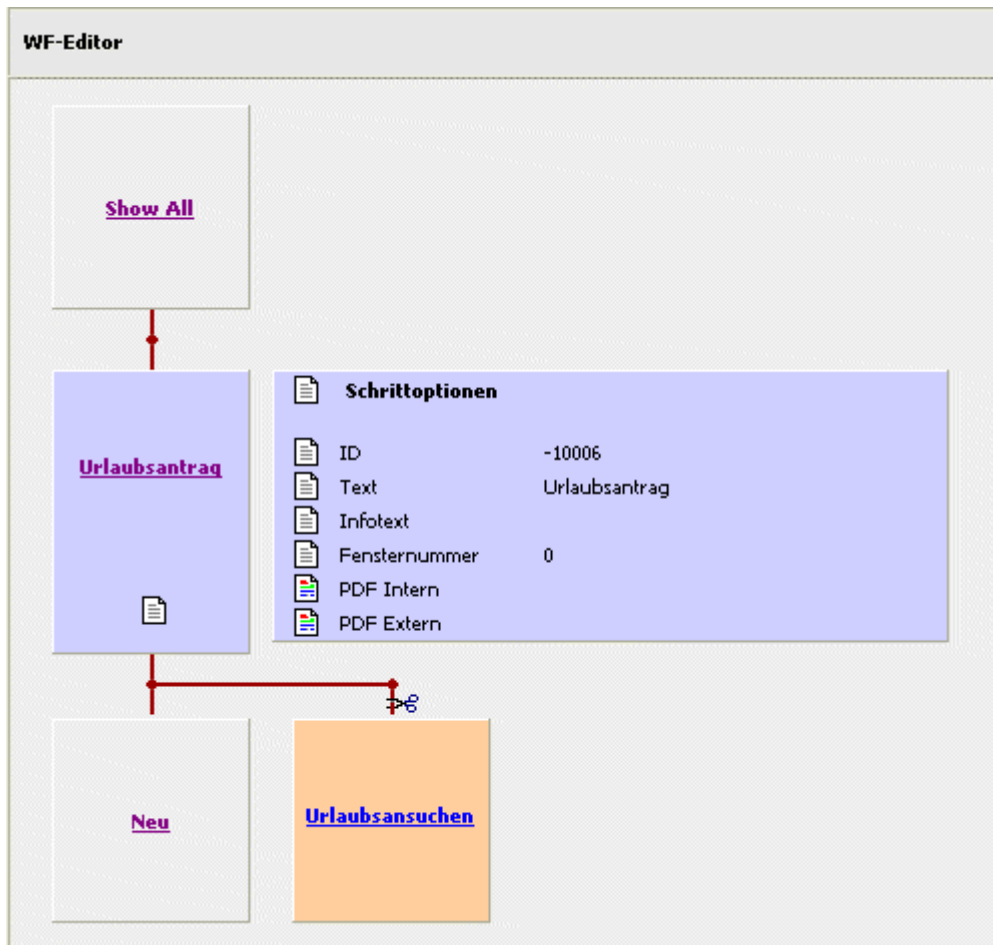 WF-Editor
Show All
Urlaubsantrag
Schrittoptionen
ID -10006
Text Urlaubsantrag
Infotext
Fensternummer 0
PDF Intern
PDF Extern
Neu
Urlaubsansuchen